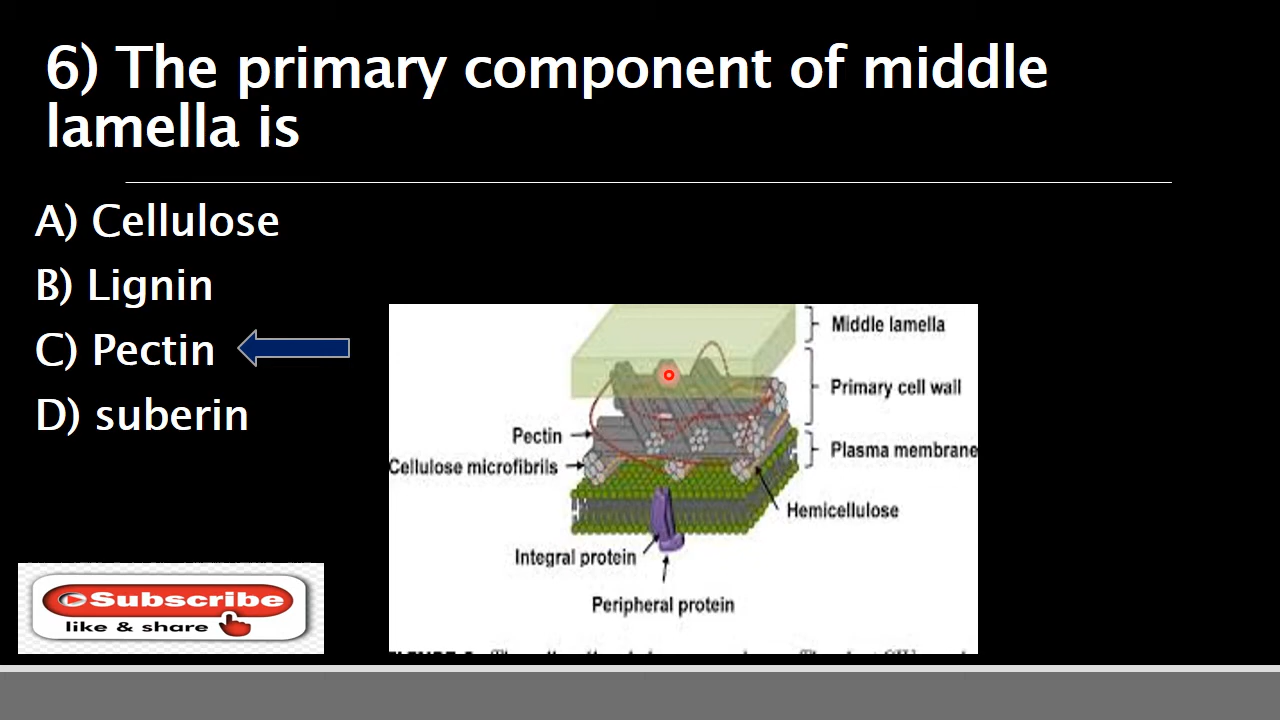 6) The primary component of middle
lamella is
A) Cellulose
B) Lignin
C) Pectin
D) suberin
Middle lamella
Primary cell wall
Pectin
Plasma membrane
Cellulose microfibrils
Hemicellulose
Integral protein
Peripheral protein
Subscribe
like & share